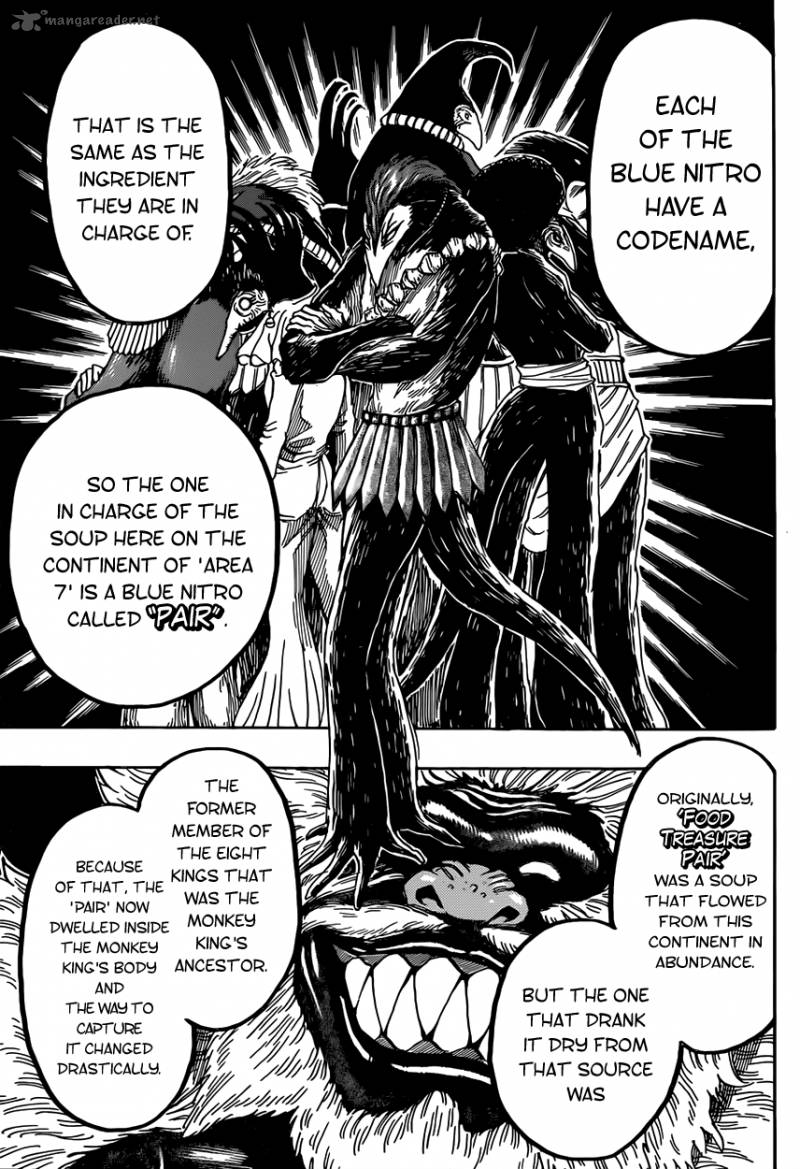 mangareader.net
EACH
OF THE
BLUE NITRO
HAVE A
CODENAME,
THAT IS THE
SAME AS THE
INGREDIENT
THEY ARE IN
CHARGE OF.
SO THE ONE
IN CHARGE OF THE
SOUP HERE ON THE
CONTINENT OF 'AREA
7' IS A BLUE NITRO
CALLED "PAIR".
ORIGINALLY,
'FOOD
TREASURE
PAIR'
WAS A SOUP
THAT FLOWED
FROM THIS
CONTINENT IN
ABUNDANCE.
BUT THE ONE
THAT DRANK
IT DRY FROM
THAT SOURCE
WAS
THE
FORMER
MEMBER OF
THE EIGHT
KINGS THAT
WAS THE
MONKEY
KING'S
ANCESTOR.
BECAUSE
OF THAT, THE
'PAIR' NOW
DWELLED INSIDE
THE MONKEY
KING'S BODY
AND
THE WAY TO
CAPTURE
IT CHANGED
DRASTICALLY.